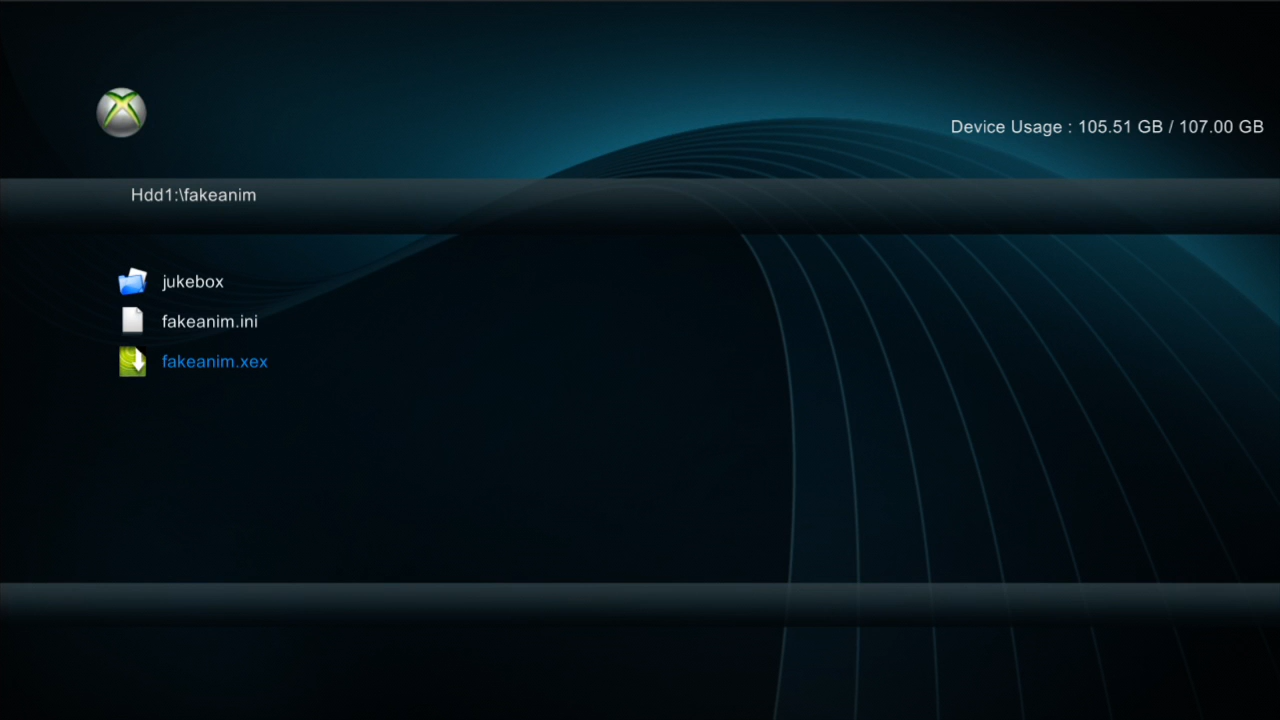 Device Usage : 105.51 GB / 107.00 GB
Hdd1:\fakeanim
jukebox
fakeanim.ini
fakeanim.xex